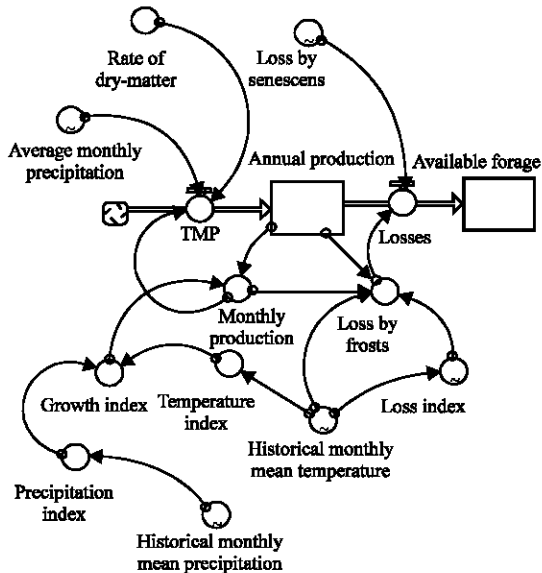 Rate of
dry-matter
Loss by
senescens
Average monthly
precipitation
Annual production
Available forage
TMP
Losses
Monthly
production
Loss by
frosts
Growth index
Temperature
index
Loss index
Historical monthly
mean temperature
Precipitation
index
Historical monthly
mean precipitation